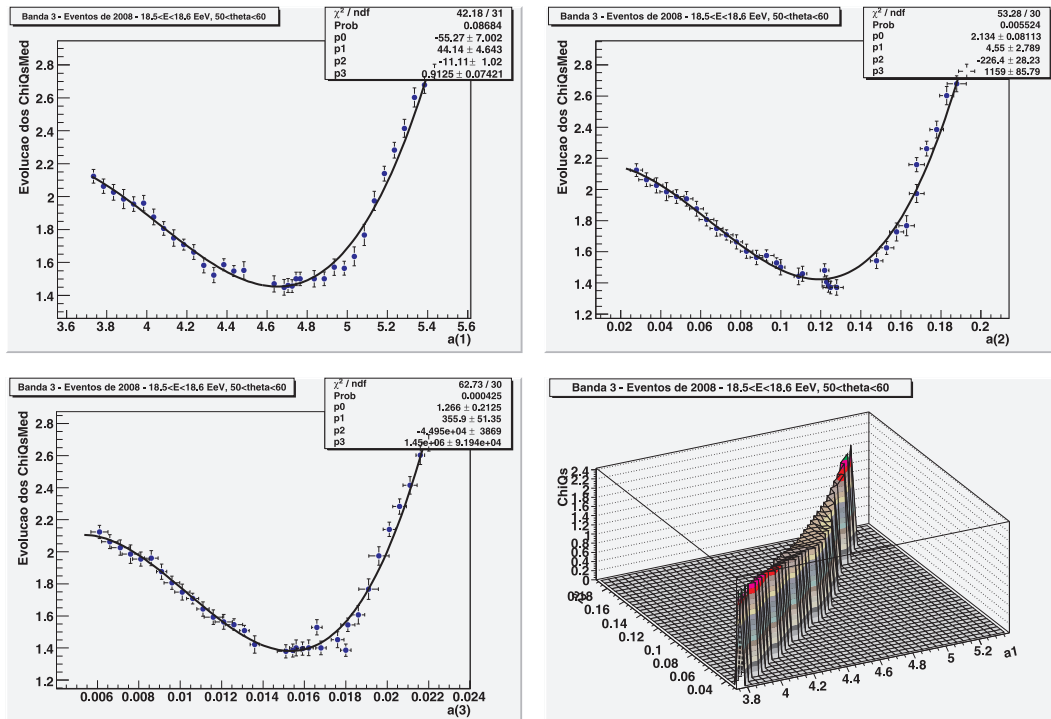 Banda 3 - Eventos de 2008 - 18.5<E<18.6 EeV, 50<theta<60
χ² / ndf 42.18 / 31
Prob 0.08684
p0 -55.27 ± 7.002
p1 44.14 ± 4.643
p2 -11.11 ± 1.02
p3 0.9125 ± 0.07421
Evolucao dos ChiQsMed
2.8
2.6
2.4
2.2
2
1.8
1.6
1.4
3.6 3.8 4 4.2 4.4 4.6 4.8 5 5.2 5.4 5.6
a(1)
Banda 3 - Eventos de 2008 - 18.5<E<18.6 EeV, 50<theta<60
χ² / ndf 53.28 / 30
Prob 0.005524
p0 2.134 ± 0.08113
p1 4.55 ± 2.789
p2 -226.4 ± 28.23
p3 1159 ± 85.79
Evolucao dos ChiQsMed
2.8
2.6
2.4
2.2
2
1.8
1.6
1.4
1.2
0.02 0.04 0.06 0.08 0.1 0.12 0.14 0.16 0.18 0.2
a(2)
Banda 3 - Eventos de 2008 - 18.5<E<18.6 EeV, 50<theta<60
χ² / ndf 62.73 / 30
Prob 0.000425
p0 1.266 ± 0.2125
p1 355.9 ± 51.35
p2 -4.495e+04 ± 3869
p3 1.45e+06 ± 9.194e+04
Evolucao dos ChiQsMed
2.8
2.6
2.4
2.2
2
1.8
1.6
1.4
1.2
0.006 0.008 0.01 0.012 0.014 0.016 0.018 0.02 0.022 0.024
a(3)
Banda 3 - Eventos de 2008 - 18.5<E<18.6 EeV, 50<theta<60
ChiQs
2.4
2.2
2
1.8
1.6
1.4
1.2
1
0.8
0.6
0.4
0.2
0
0.16
0.14
0.12
0.1
0.08
0.06
0.04
3.8 4 4.2 4.4 4.6 4.8 5 5.2
a1